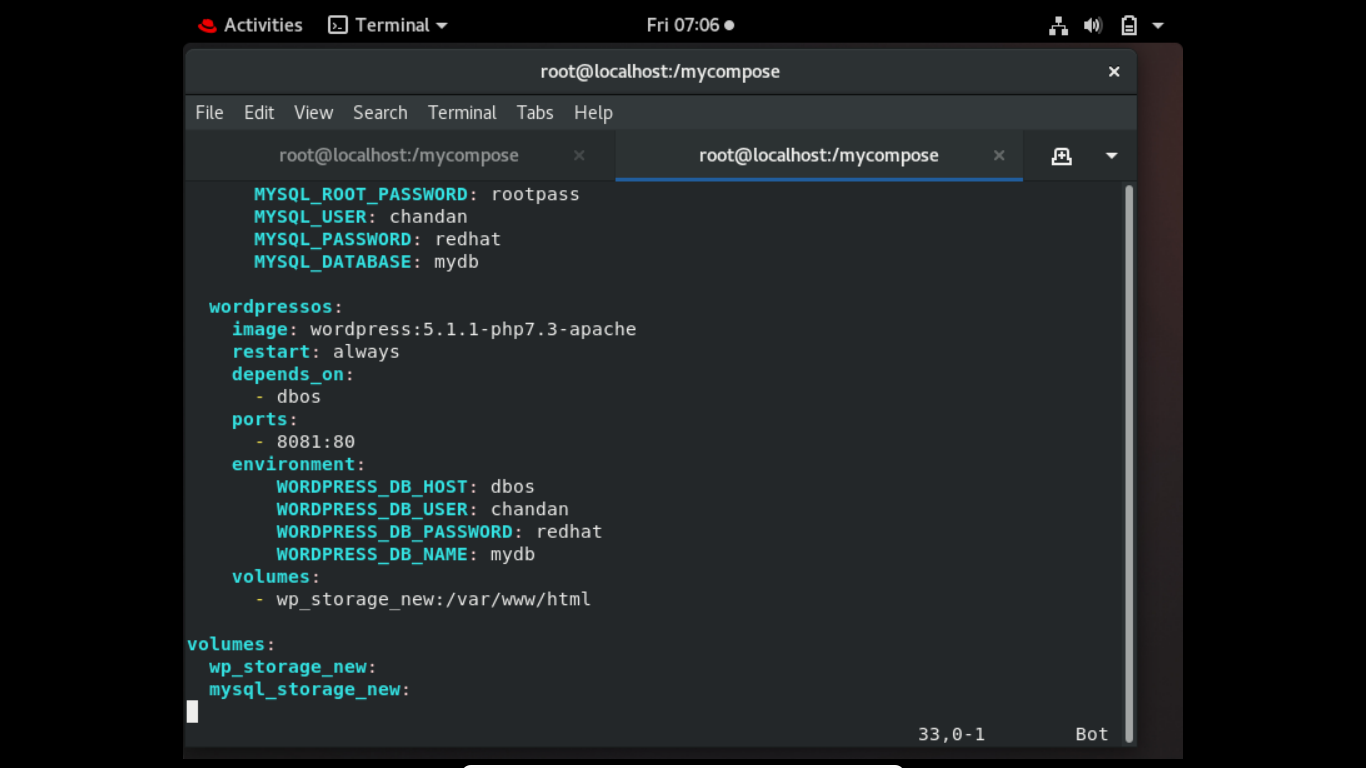 Activities Terminal Fri 07:06
root@localhost:/mycompose
File Edit View Search Terminal Tabs Help
root@localhost:/mycompose root@localhost:/mycompose
MYSQL_ROOT_PASSWORD: rootpass
MYSQL_USER: chandan
MYSQL_PASSWORD: redhat
MYSQL_DATABASE: mydb
wordpressos:
image: wordpress:5.1.1-php7.3-apache
restart: always
depends_on:
- dbos
ports:
- 8081:80
environment:
WORDPRESS_DB_HOST: dbos
WORDPRESS_DB_USER: chandan
WORDPRESS_DB_PASSWORD: redhat
WORDPRESS_DB_NAME: mydb
volumes:
- wp_storage_new:/var/www/html
volumes:
wp_storage_new:
mysql_storage_new:
33,0-1 Bot